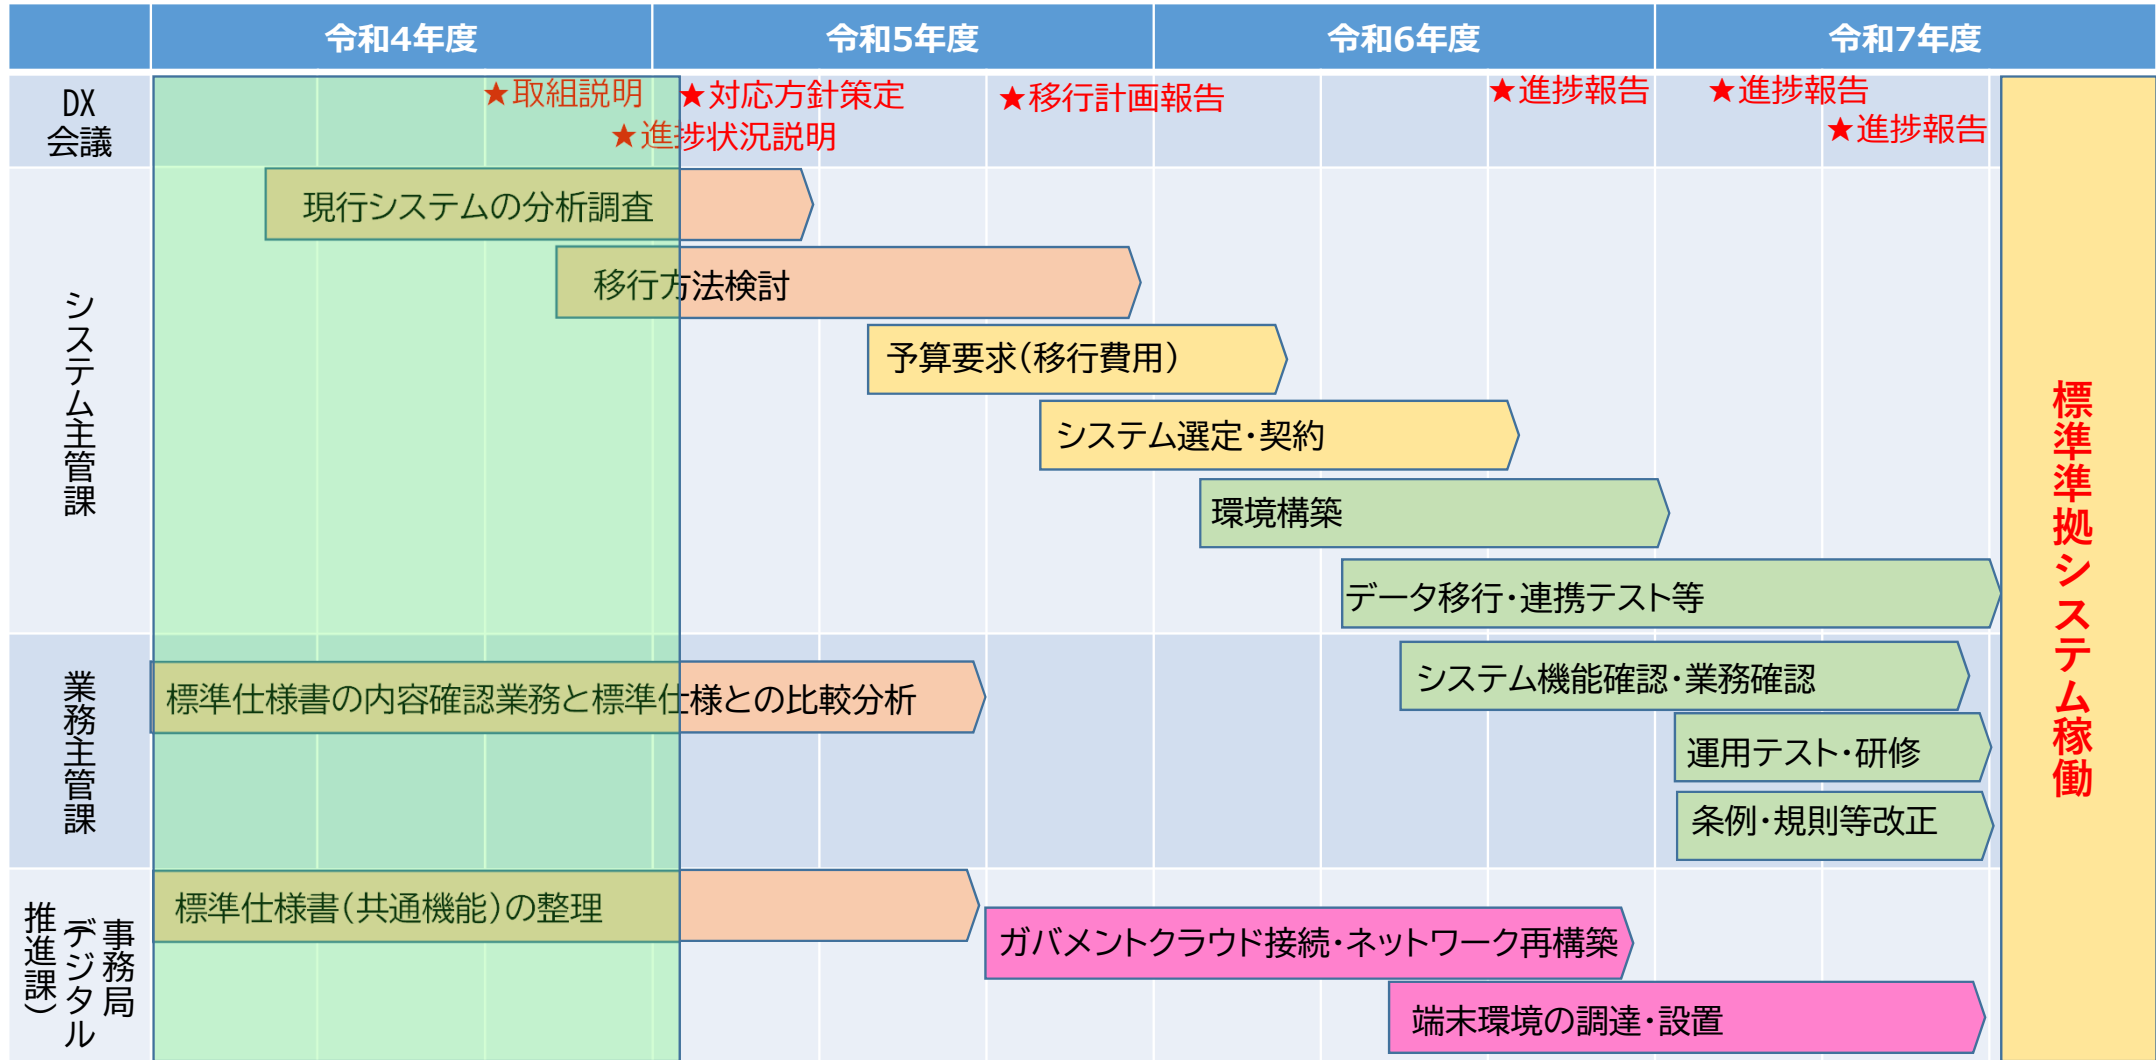 令和4年度
令和5年度
令和6年度
令和7年度
DX
会議
★取組説明
★対応方針策定
★進捗状況説明
★移行計画報告
★進捗報告
★進捗報告
★進捗報告
システム主管課
現行システムの分析調査
移行方法検討
予算要求(移行費用)
システム選定・契約
環境構築
データ移行・連携テスト等
業務主管課
標準仕様書の内容確認業務と標準仕様との比較分析
システム機能確認・業務確認
運用テスト・研修
条例・規則等改正
事務局
(デジタル
推進課)
標準仕様書(共通機能)の整理
ガバメントクラウド接続・ネットワーク再構築
端末環境の調達・設置
標準準拠システム稼働